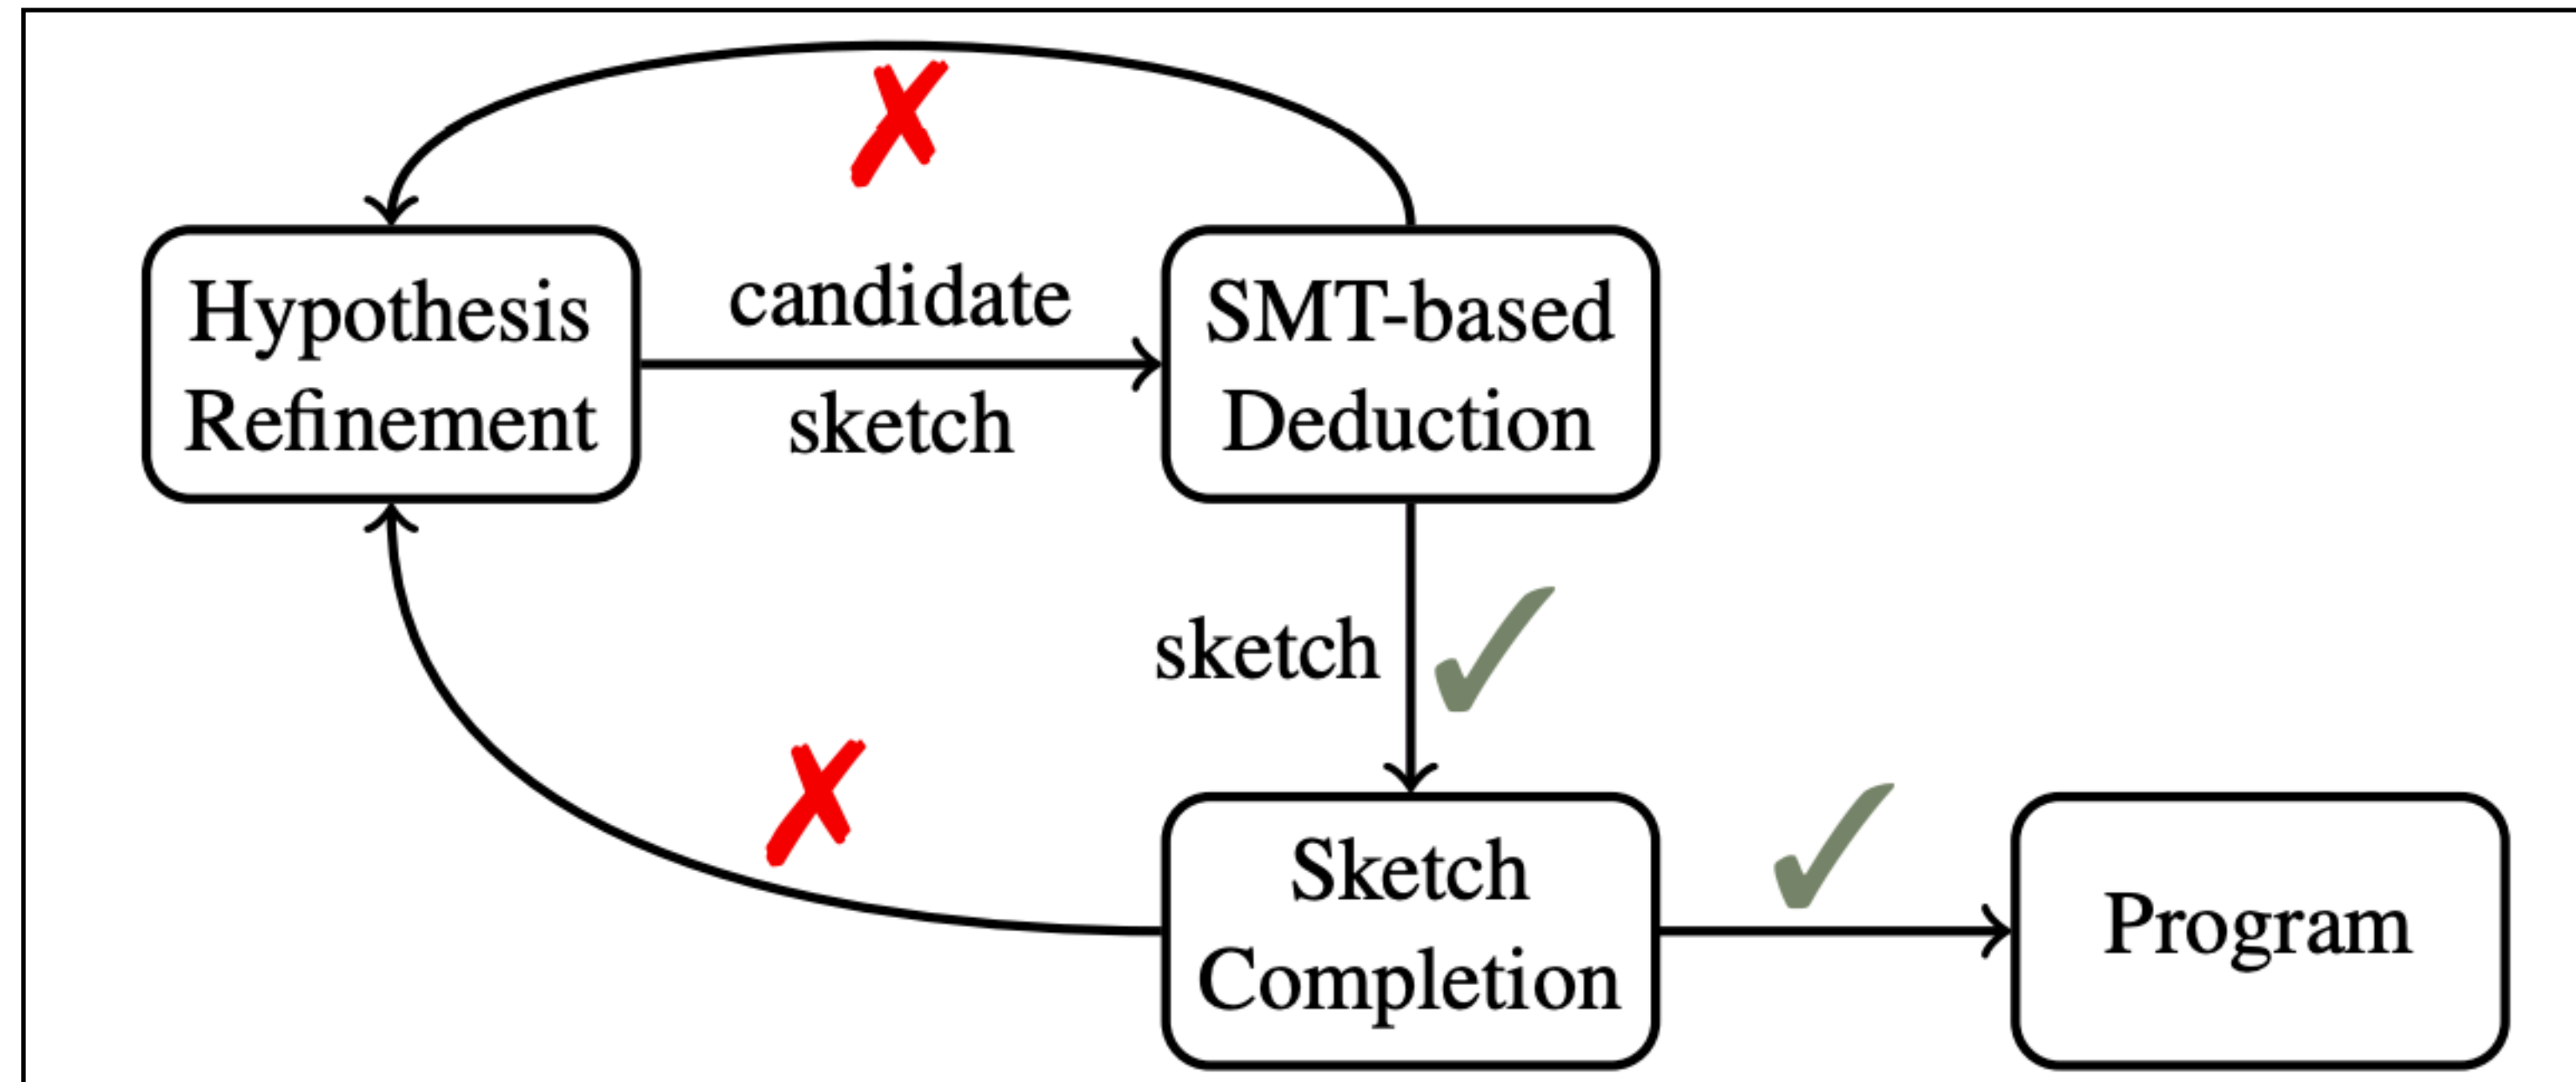 Hypothesis
Refinement
candidate
sketch
SMT-based
Deduction
sketch
Sketch
Completion
Program